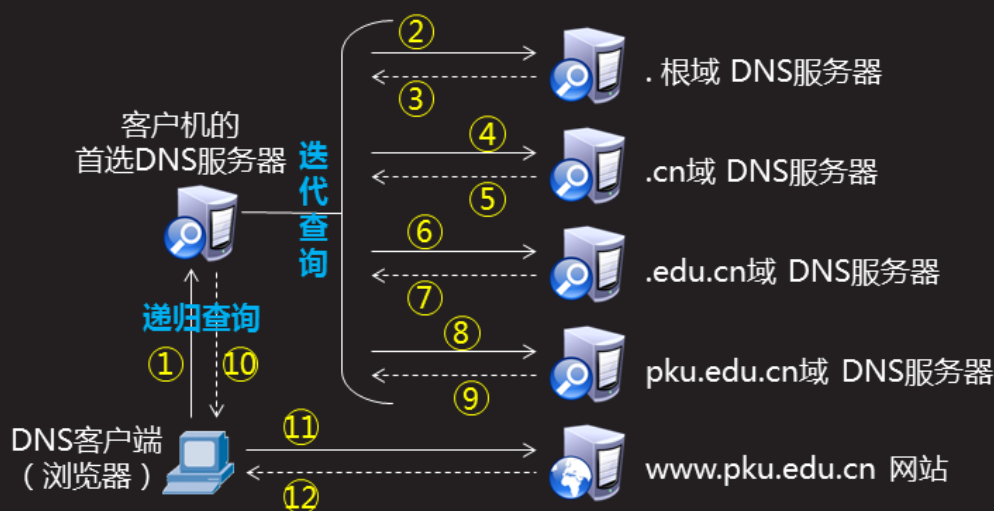 ②
. 根域 DNS服务器
③
客户机的
首选DNS服务器
迭代查询
④
.cn域 DNS服务器
⑤
⑥
.edu.cn域 DNS服务器
⑦
递归查询
①
⑩
⑧
pku.edu.cn域 DNS服务器
⑨
DNS客户端
（浏览器）
⑪
www.pku.edu.cn 网站
⑫